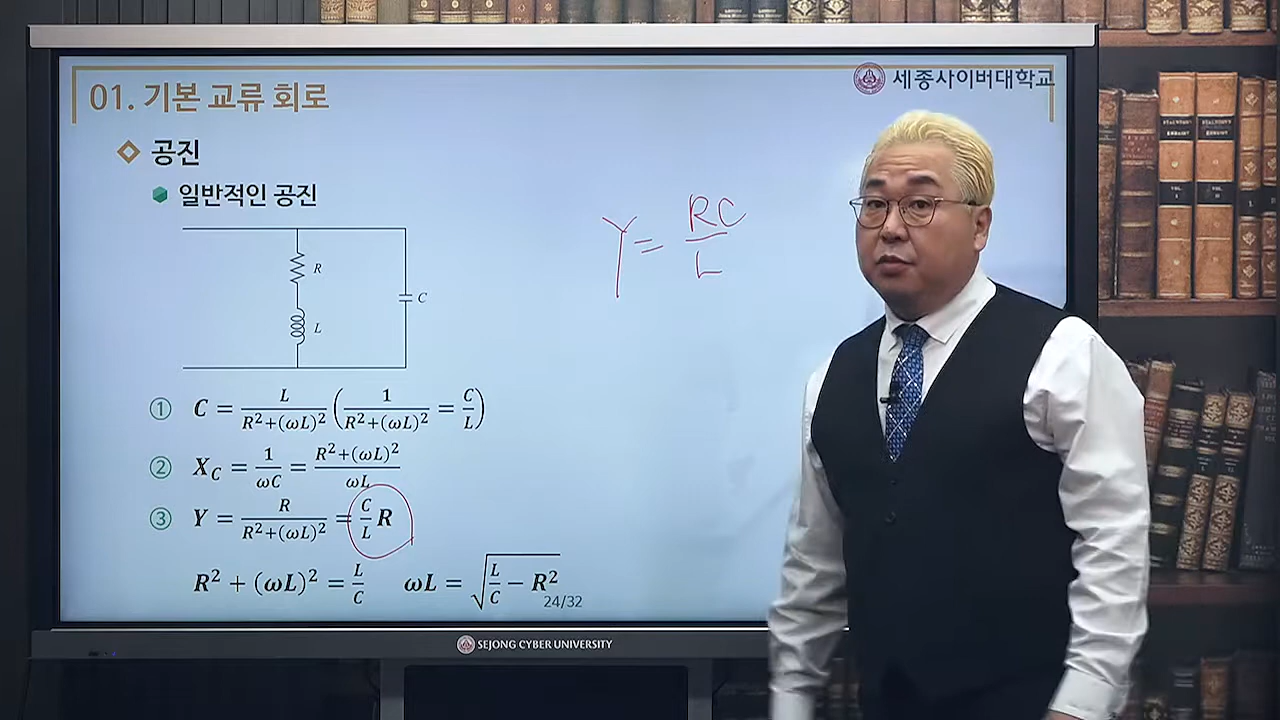 01. 기본 교류 회로
세종사이버대학교
공진
일반적인 공진
R
L
C
Y = RC/L
① C = L/(R²+(ωL)²) (1/(R²+(ωL)²) = C/L)
② X_C = 1/(ωC) = (R²+(ωL)²)/(ωL)
③ Y = R/(R²+(ωL)²) = C/L R
R² + (ωL)² = L/C ωL = √(L/C − R²)
24/32
SEJONG CYBER UNIVERSITY